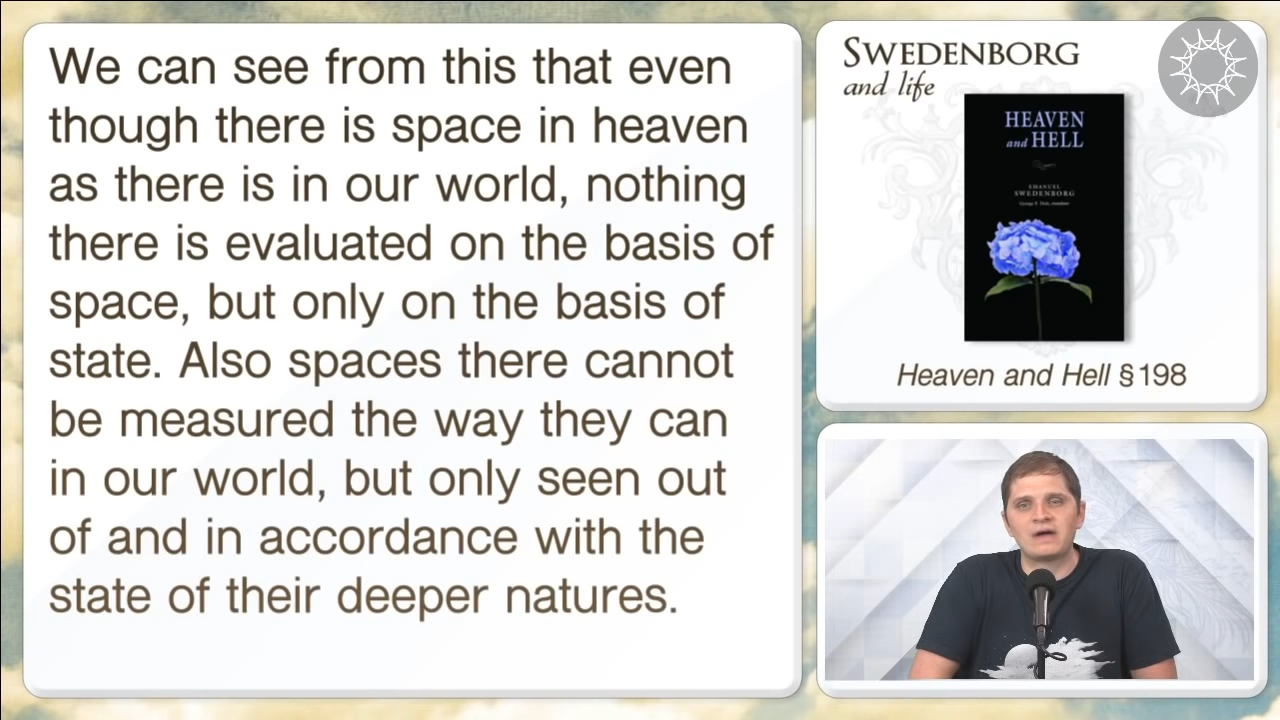 We can see from this that even
though there is space in heaven
as there is in our world, nothing
there is evaluated on the basis of
space, but only on the basis of
state. Also spaces there cannot
be measured the way they can
in our world, but only seen out
of and in accordance with the
state of their deeper natures.
SWEDENBORG
and life
HEAVEN
and HELL
EMANUEL
SWEDENBORG
Heaven and Hell §198